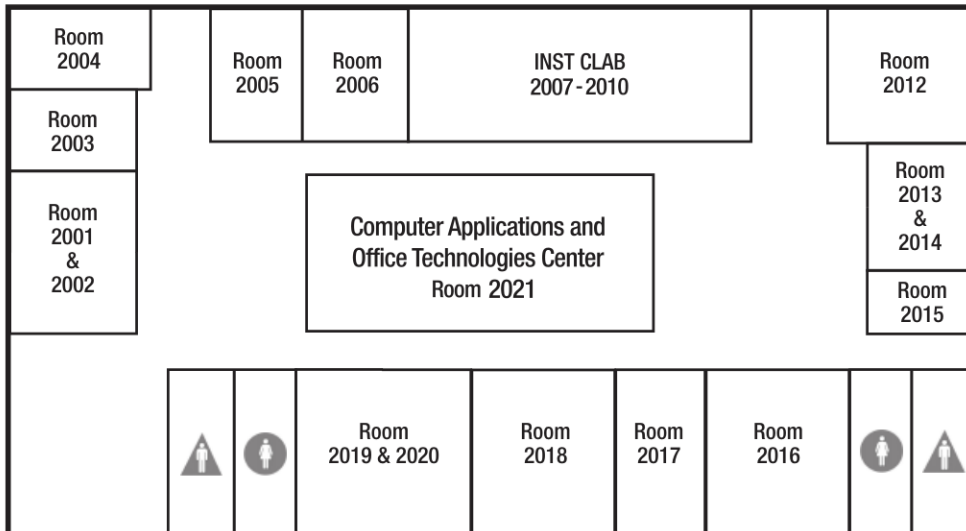 Room
2004
Room
2005
Room
2006
INST CLAB
2007-2010
Room
2012
Room
2003
Room
2013
&
2014
Room
2001
&
2002
Computer Applications and
Office Technologies Center
Room 2021
Room
2015
Room
2019 & 2020
Room
2018
Room
2017
Room
2016